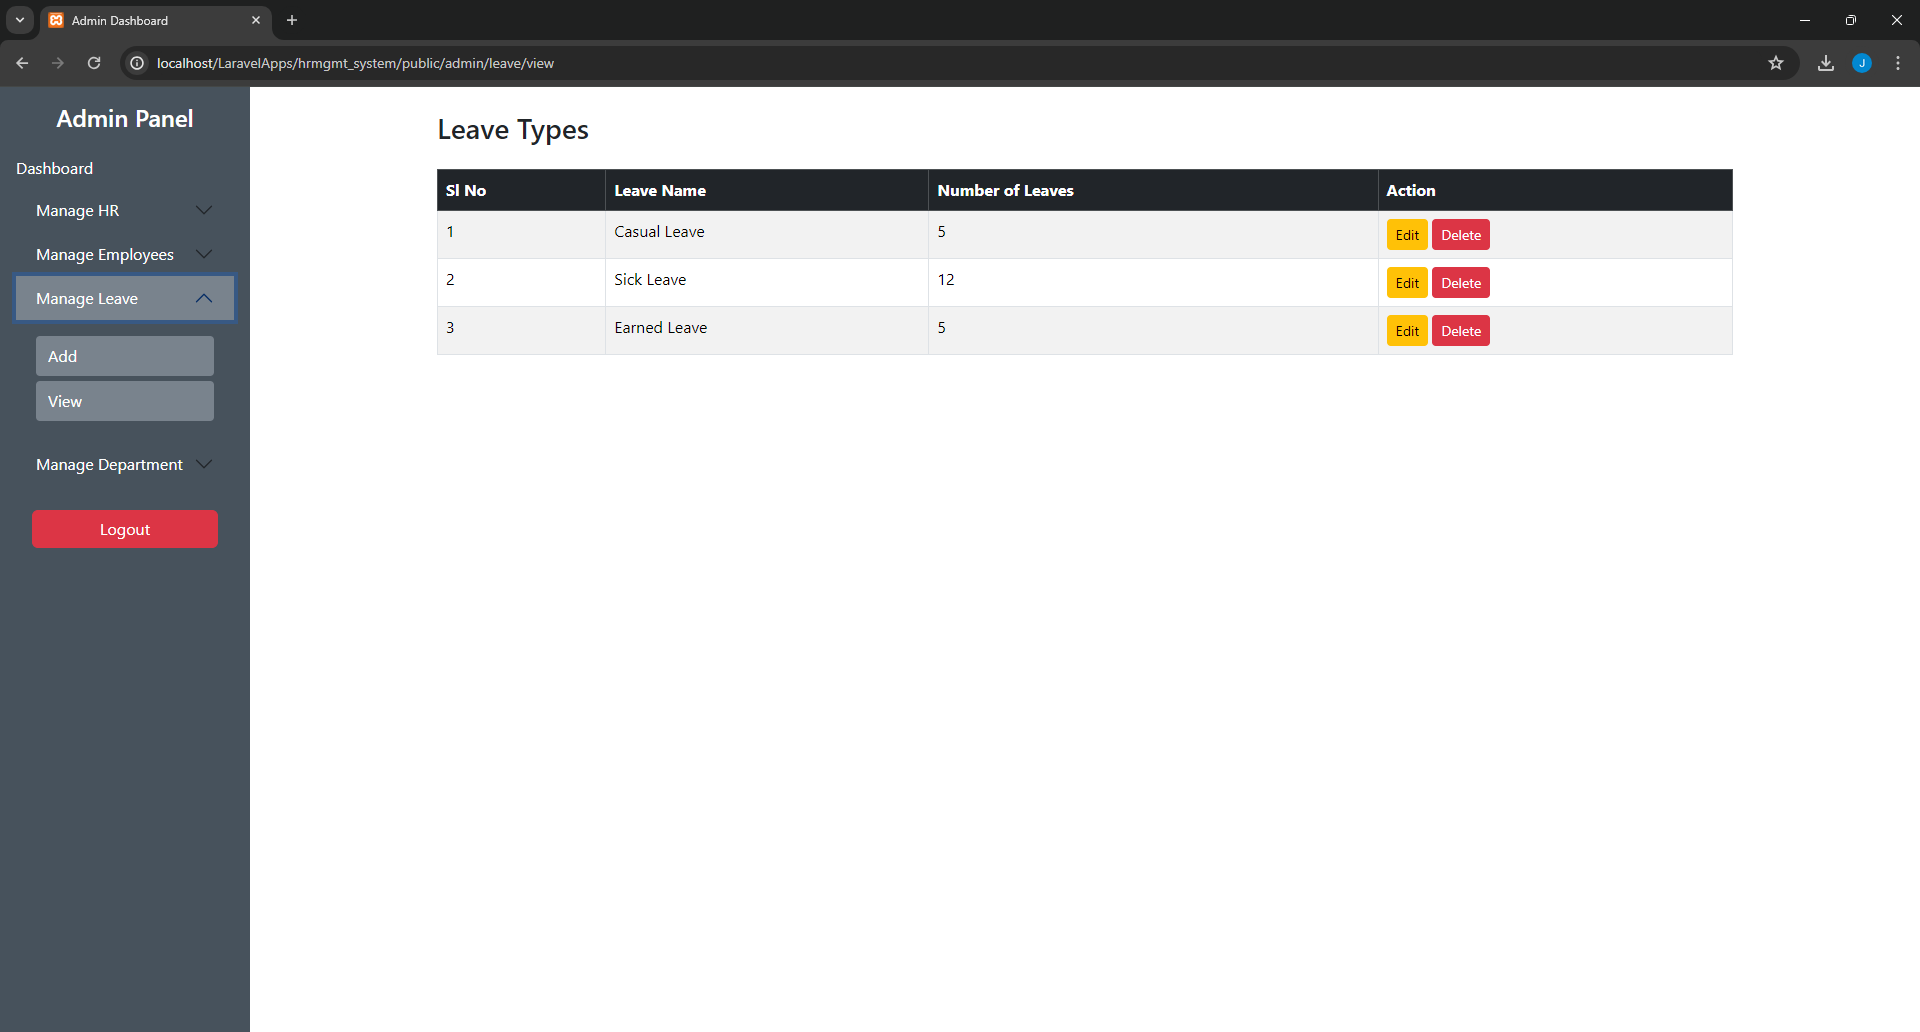 Admin Dashboard
localhost/LaravelApps/hrmgmt_system/public/admin/leave/view
J
Admin Panel
Dashboard
Manage HR
Manage Employees
Manage Leave
Add
View
Manage Department
Logout
Leave Types
Sl No Leave Name Number of Leaves Action
1 Casual Leave 5 Edit Delete
2 Sick Leave 12 Edit Delete
3 Earned Leave 5 Edit Delete